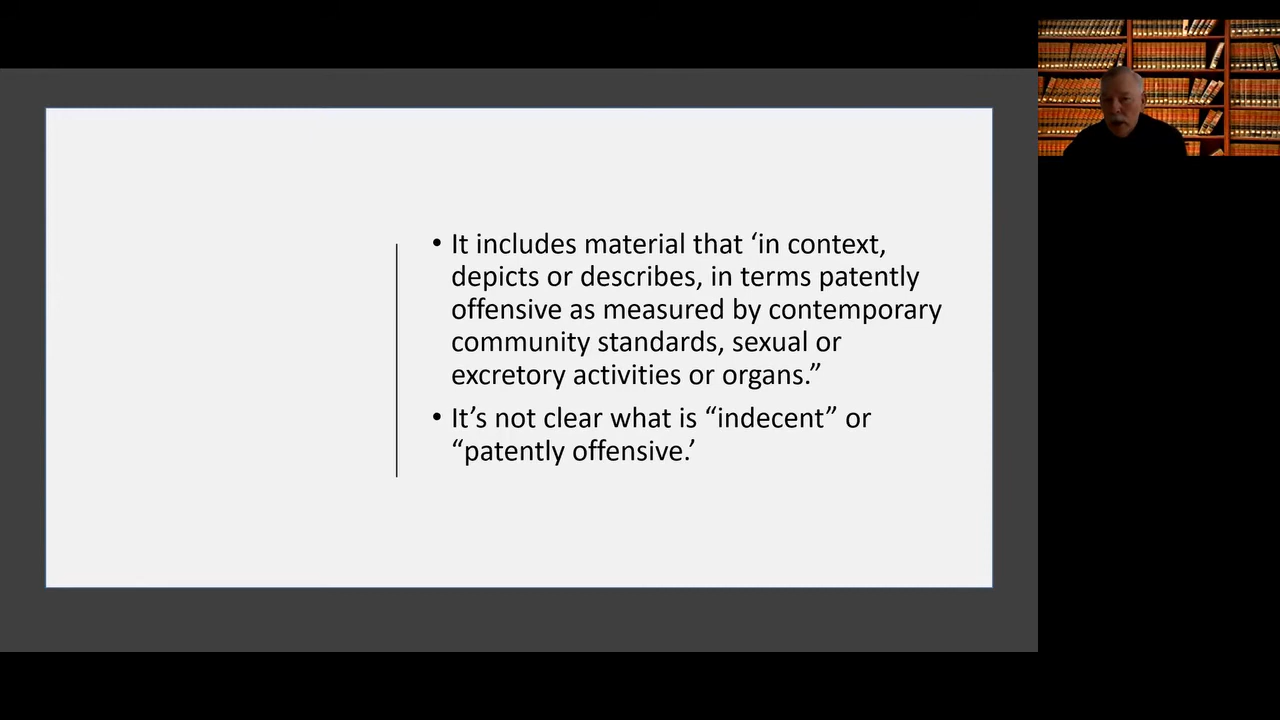 • It includes material that ‘in context,
depicts or describes, in terms patently
offensive as measured by contemporary
community standards, sexual or
excretory activities or organs.”
• It’s not clear what is “indecent” or
“patently offensive.’